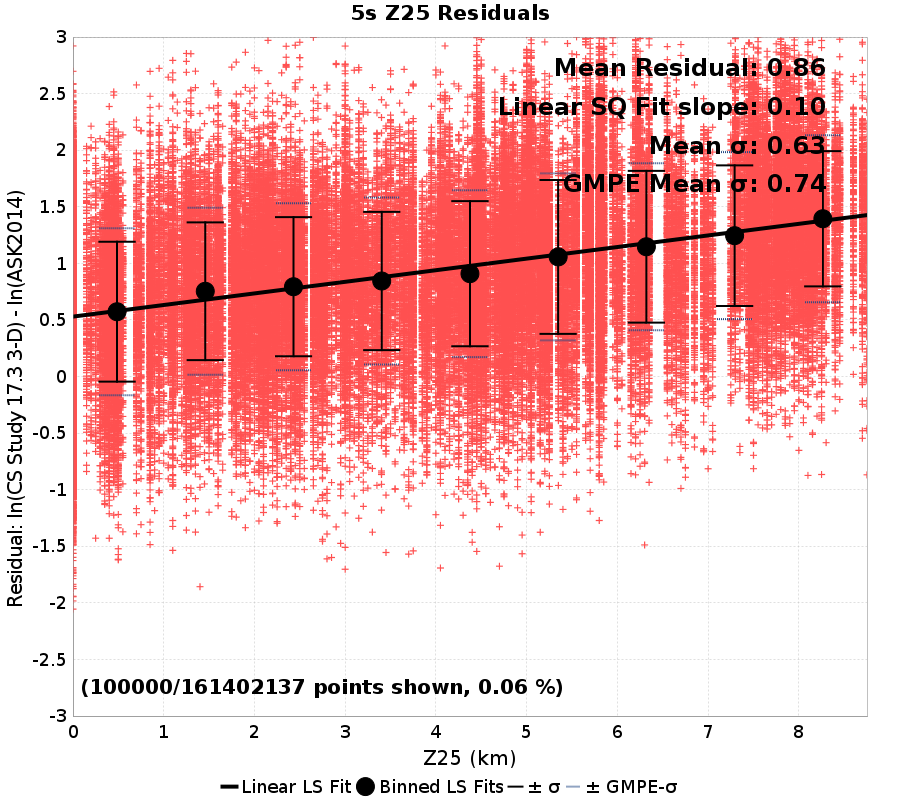 5s Z25 Residuals
Mean Residual: 0.86
Linear SQ Fit slope: 0.10
Mean σ: 0.63
GMPE Mean σ: 0.74
Residual: ln(CS Study 17.3 3-D) - ln(ASK2014)
3
2.5
2
1.5
1
0.5
0
-0.5
-1
-1.5
-2
-2.5
-3
(100000/161402137 points shown, 0.06 %)
0 1 2 3 4 5 6 7 8
Z25 (km)
Linear LS Fit Binned LS Fits ± σ ± GMPE-σ